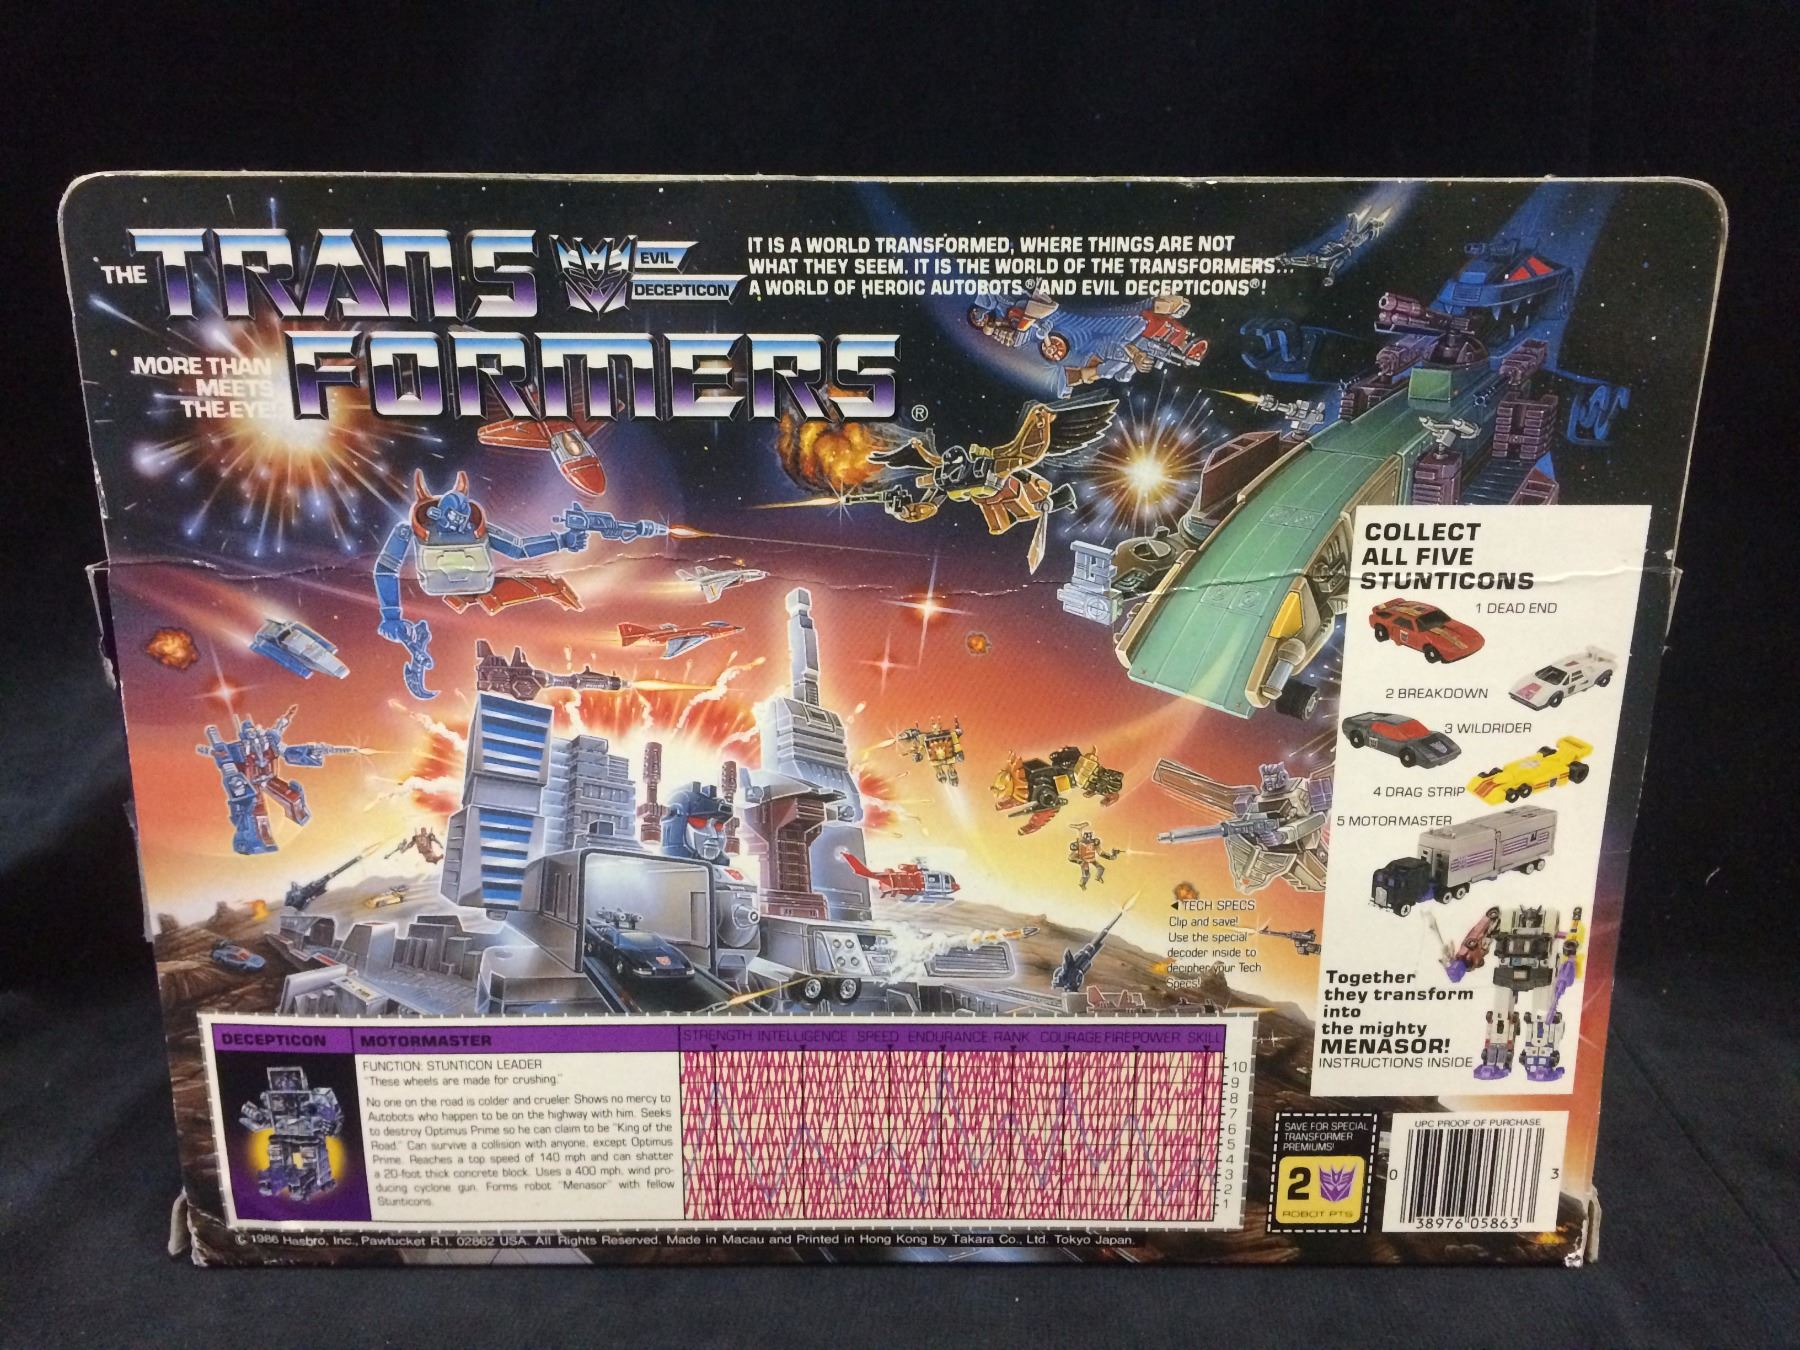 THE TRANSFORMERS ®
EVIL
DECEPTICON
MORE THAN
MEETS
THE EYE!
IT IS A WORLD TRANSFORMED, WHERE THINGS ARE NOT
WHAT THEY SEEM. IT IS THE WORLD OF THE TRANSFORMERS...
A WORLD OF HEROIC AUTOBOTS® AND EVIL DECEPTICONS®!
COLLECT
ALL FIVE
STUNTICONS
1 DEAD END
2 BREAKDOWN
3 WILDRIDER
4 DRAG STRIP
5 MOTORMASTER
Together
they transform
into
the mighty
MENASOR!
INSTRUCTIONS INSIDE
◄ TECH SPECS
Clip and save!
Use the special
decoder inside to
decipher your Tech
Specs!
DECEPTICON
MOTORMASTER
FUNCTION: STUNTICON LEADER
"These wheels are made for crushing."
No one on the road is colder and crueler. Shows no mercy to
Autobots who happen to be on the highway with him. Seeks
to destroy Optimus Prime so he can claim to be "King of the
Road." Can survive a collision with anyone, except Optimus
Prime. Reaches a top speed of 140 mph and can shatter
a 20-foot thick concrete block. Uses a 400 mph, wind pro-
ducing cyclone gun. Forms robot "Menasor" with fellow
Stunticons.
STRENGTH INTELLIGENCE SPEED ENDURANCE RANK COURAGE FIREPOWER SKILL
10
9
8
7
6
5
4
3
2
1
SAVE FOR SPECIAL
TRANSFORMER
PREMIUMS!
2
ROBOT PTS
UPC PROOF OF PURCHASE
0 38976 05863 3
© 1986 Hasbro, Inc., Pawtucket R.I. 02862 USA. All Rights Reserved. Made in Macau and Printed in Hong Kong by Takara Co., Ltd. Tokyo Japan.